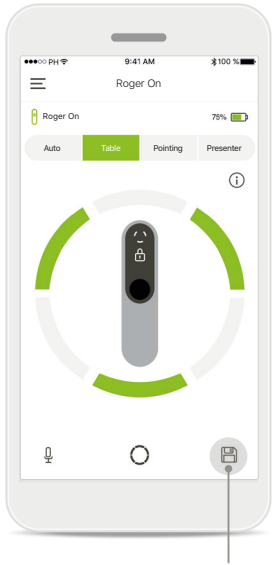 PH 9:41 AM 100 %
Roger On
Roger On 75%
Auto Table Pointing Presenter